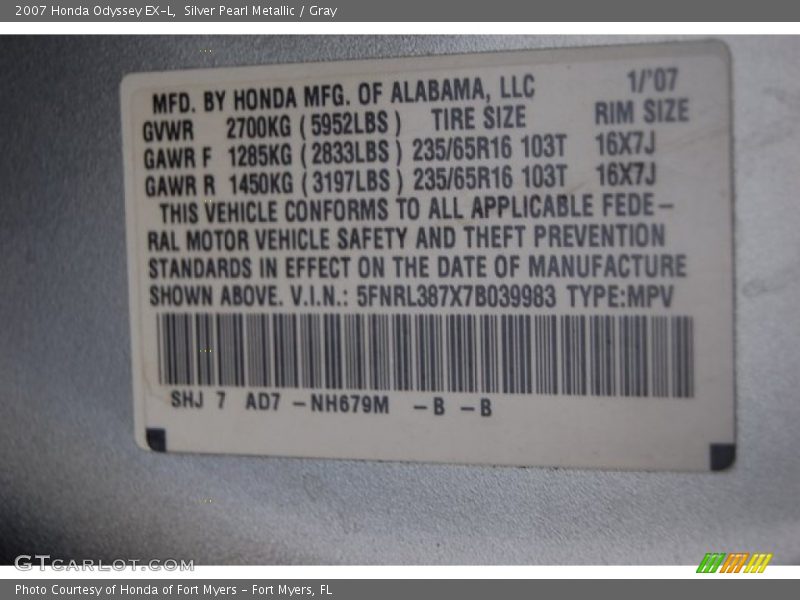 2007 Honda Odyssey EX-L,  Silver Pearl Metallic / Gray
MFD. BY HONDA MFG. OF ALABAMA, LLC 1/'07
GVWR 2700KG ( 5952LBS ) TIRE SIZE RIM SIZE
GAWR F 1285KG ( 2833LBS ) 235/65R16 103T 16X7J
GAWR R 1450KG ( 3197LBS ) 235/65R16 103T 16X7J
THIS VEHICLE CONFORMS TO ALL APPLICABLE FEDE–
RAL MOTOR VEHICLE SAFETY AND THEFT PREVENTION
STANDARDS IN EFFECT ON THE DATE OF MANUFACTURE
SHOWN ABOVE. V.I.N.: 5FNRL387X7B039983 TYPE:MPV
SHJ 7 AD7 –NH679M –B –B
GTCARLOT.COM
Photo Courtesy of Honda of Fort Myers – Fort Myers, FL